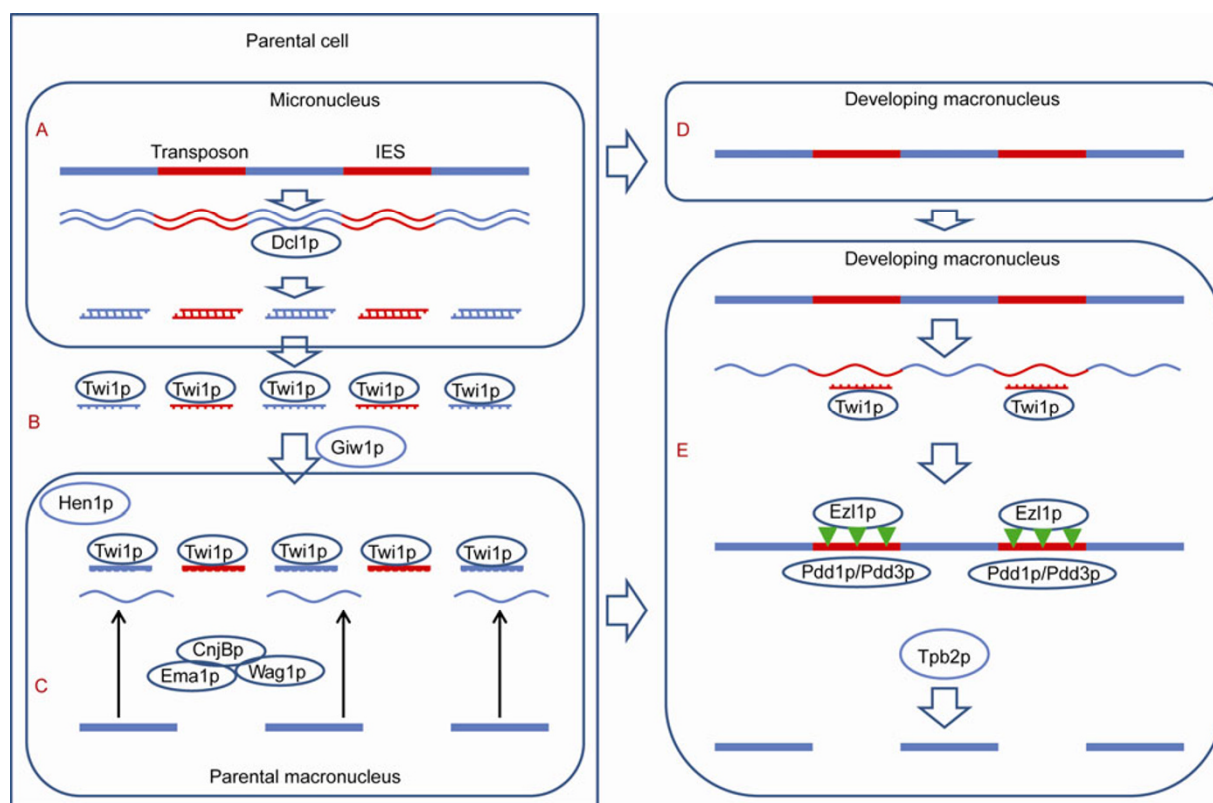 Parental cell
Micronucleus
A
Transposon
IES
Dcl1p
Twi1p Twi1p Twi1p Twi1p Twi1p
B
Giw1p
Hen1p
Twi1p Twi1p Twi1p Twi1p Twi1p
CnjBp
Ema1p
Wag1p
C
Parental macronucleus
Developing macronucleus
D
Developing macronucleus
Twi1p Twi1p
E
Ezl1p Ezl1p
Pdd1p/Pdd3p Pdd1p/Pdd3p
Tpb2p